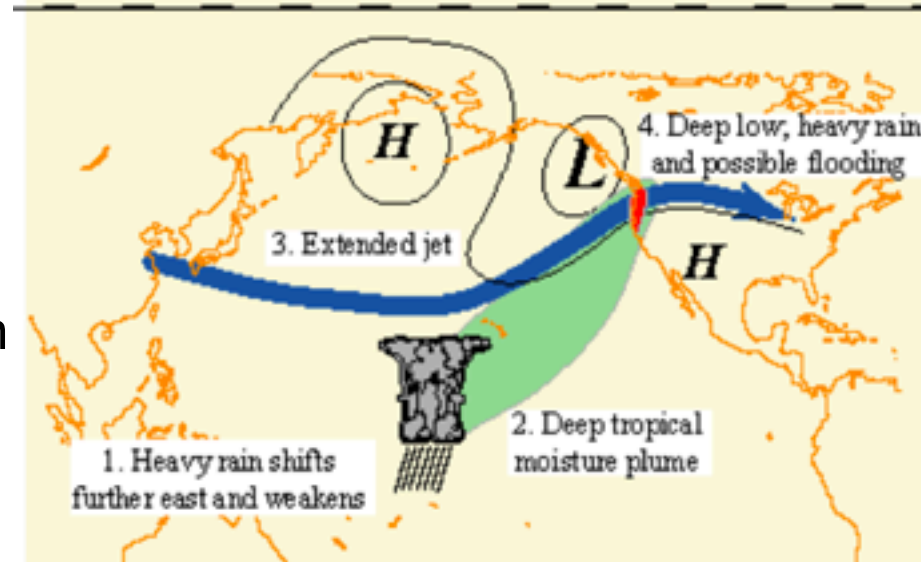 H
L
4. Deep low, heavy rain
and possible flooding
3. Extended jet
H
2. Deep tropical
moisture plume
1. Heavy rain shifts
further east and weakens